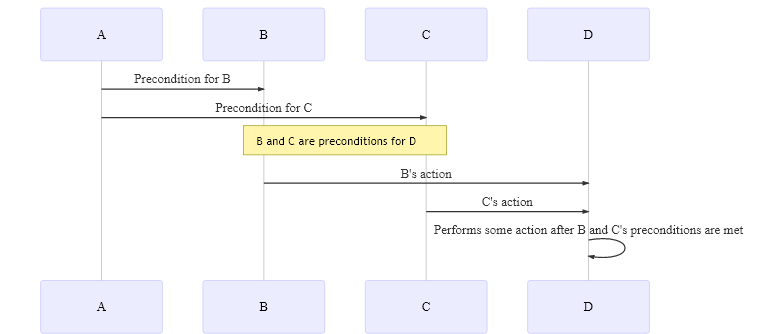 A
B
C
D
Precondition for B
Precondition for C
B and C are preconditions for D
B's action
C's action
Performs some action after B and C's preconditions are met
A
B
C
D